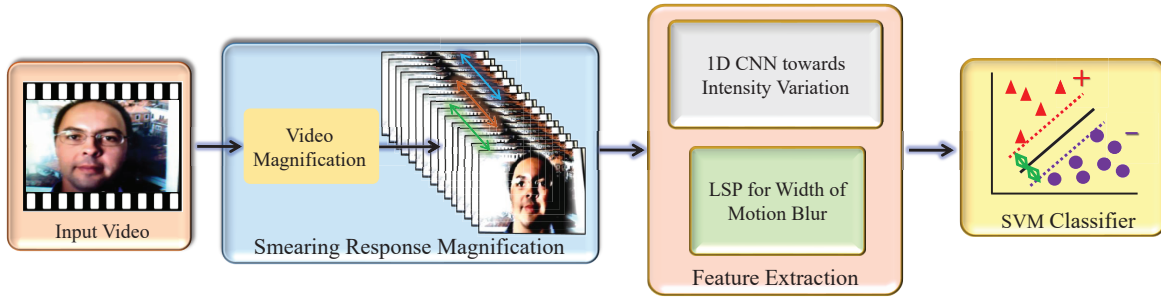 Input Video
Video
Magnification
Smearing Response Magnification
1D CNN towards
Intensity Variation
LSP for Width of
Motion Blur
Feature Extraction
+
−
SVM Classifier